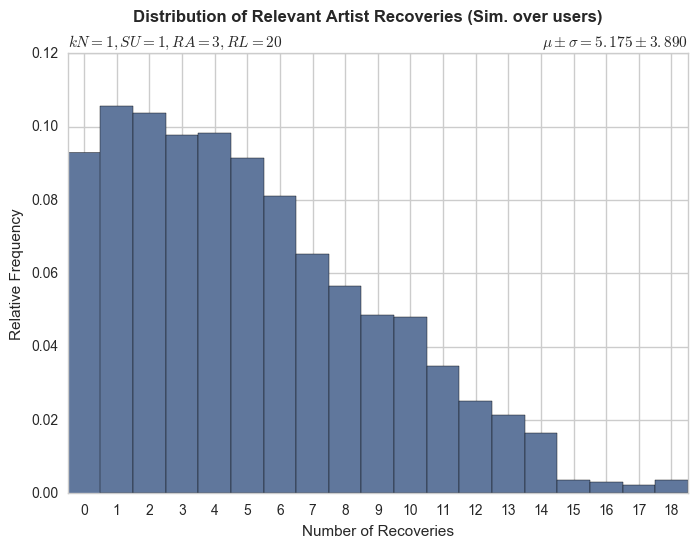 Distribution of Relevant Artist Recoveries (Sim. over users)
kN = 1, SU = 1, RA = 3, RL = 20
μ ± σ = 5.175 ± 3.890
0.12
0.10
0.08
0.06
0.04
0.02
0.00
Relative Frequency
0 1 2 3 4 5 6 7 8 9 10 11 12 13 14 15 16 17 18
Number of Recoveries